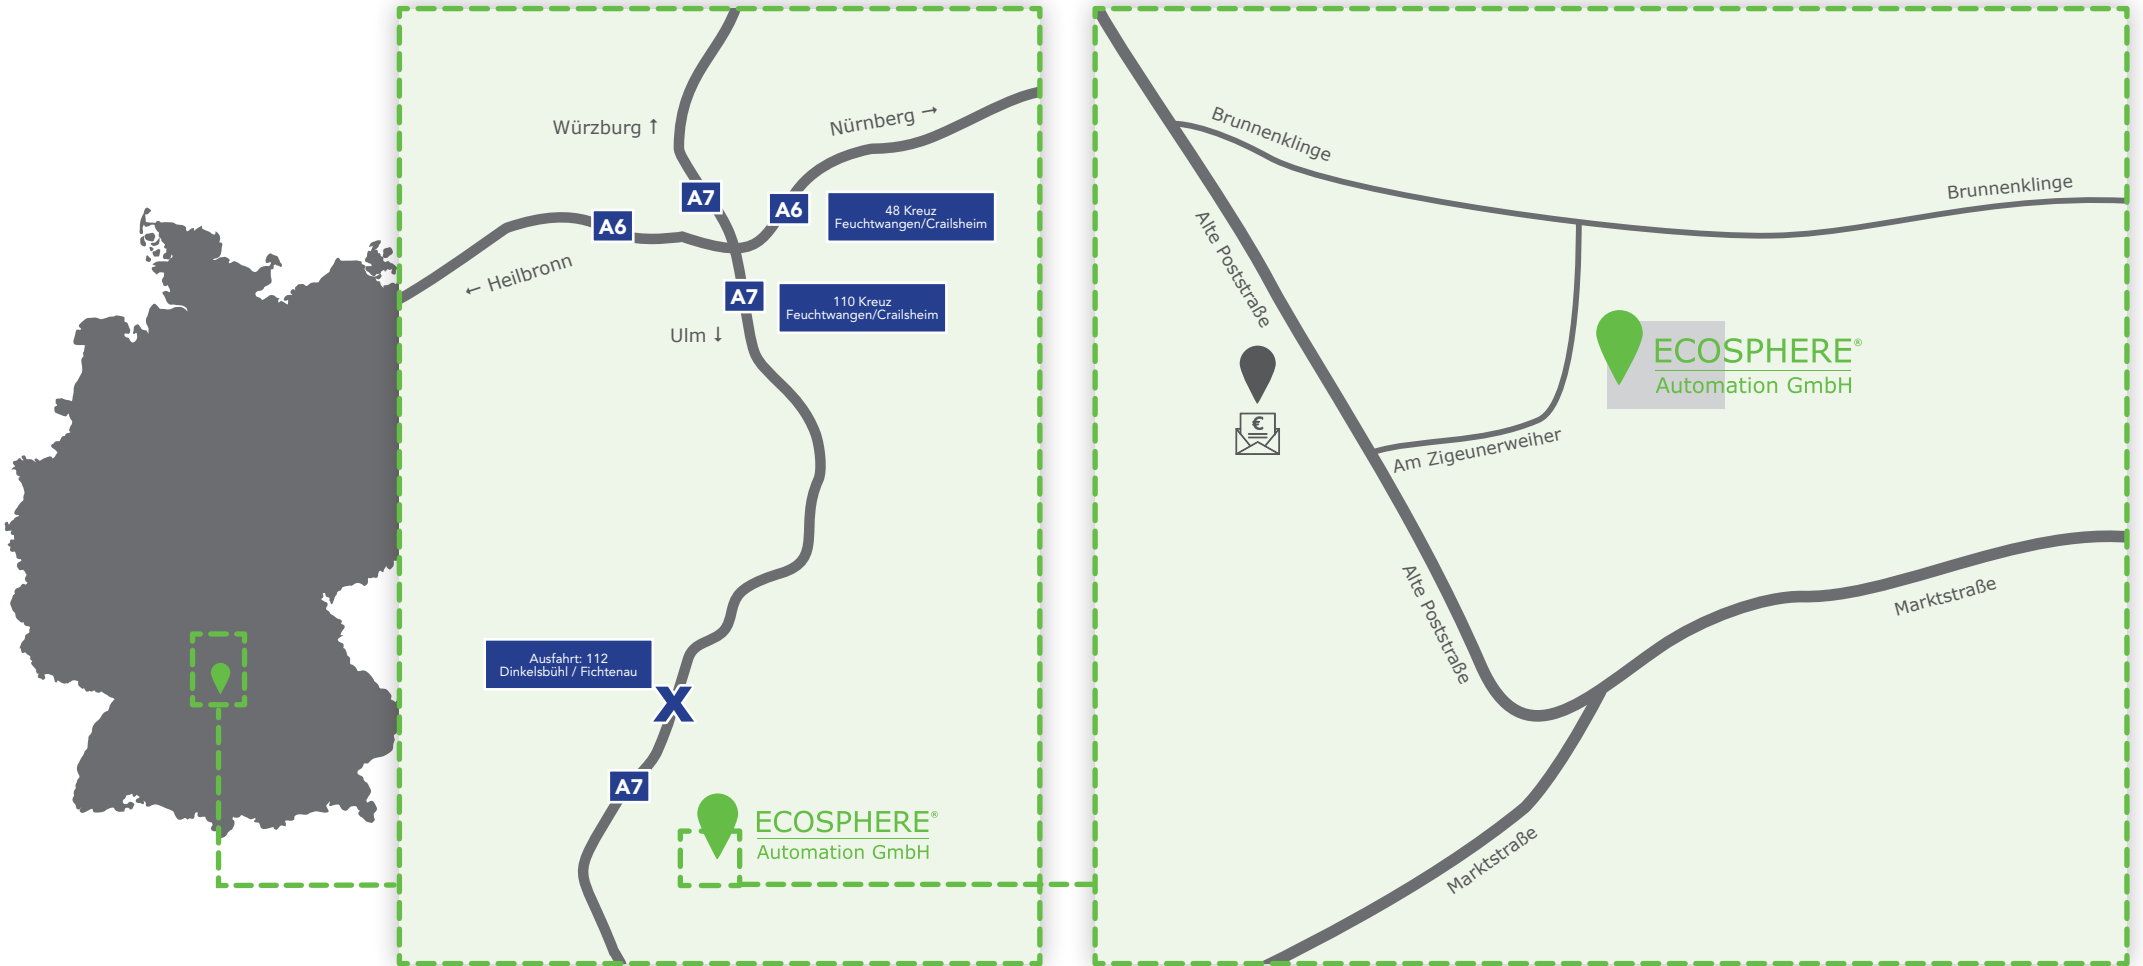 Würzburg ↑
Nürnberg →
A7
A6
48 Kreuz
Feuchtwangen/Crailsheim
A6
← Heilbronn
A7
110 Kreuz
Feuchtwangen/Crailsheim
Ulm ↓
Ausfahrt: 112
Dinkelsbühl / Fichtenau
X
A7
ECOSPHERE®
Automation GmbH
Brunnenklinge
Brunnenklinge
Alte Poststraße
€
ECOSPHERE®
Automation GmbH
Am Zigeunerweiher
Alte Poststraße
Marktstraße
Marktstraße